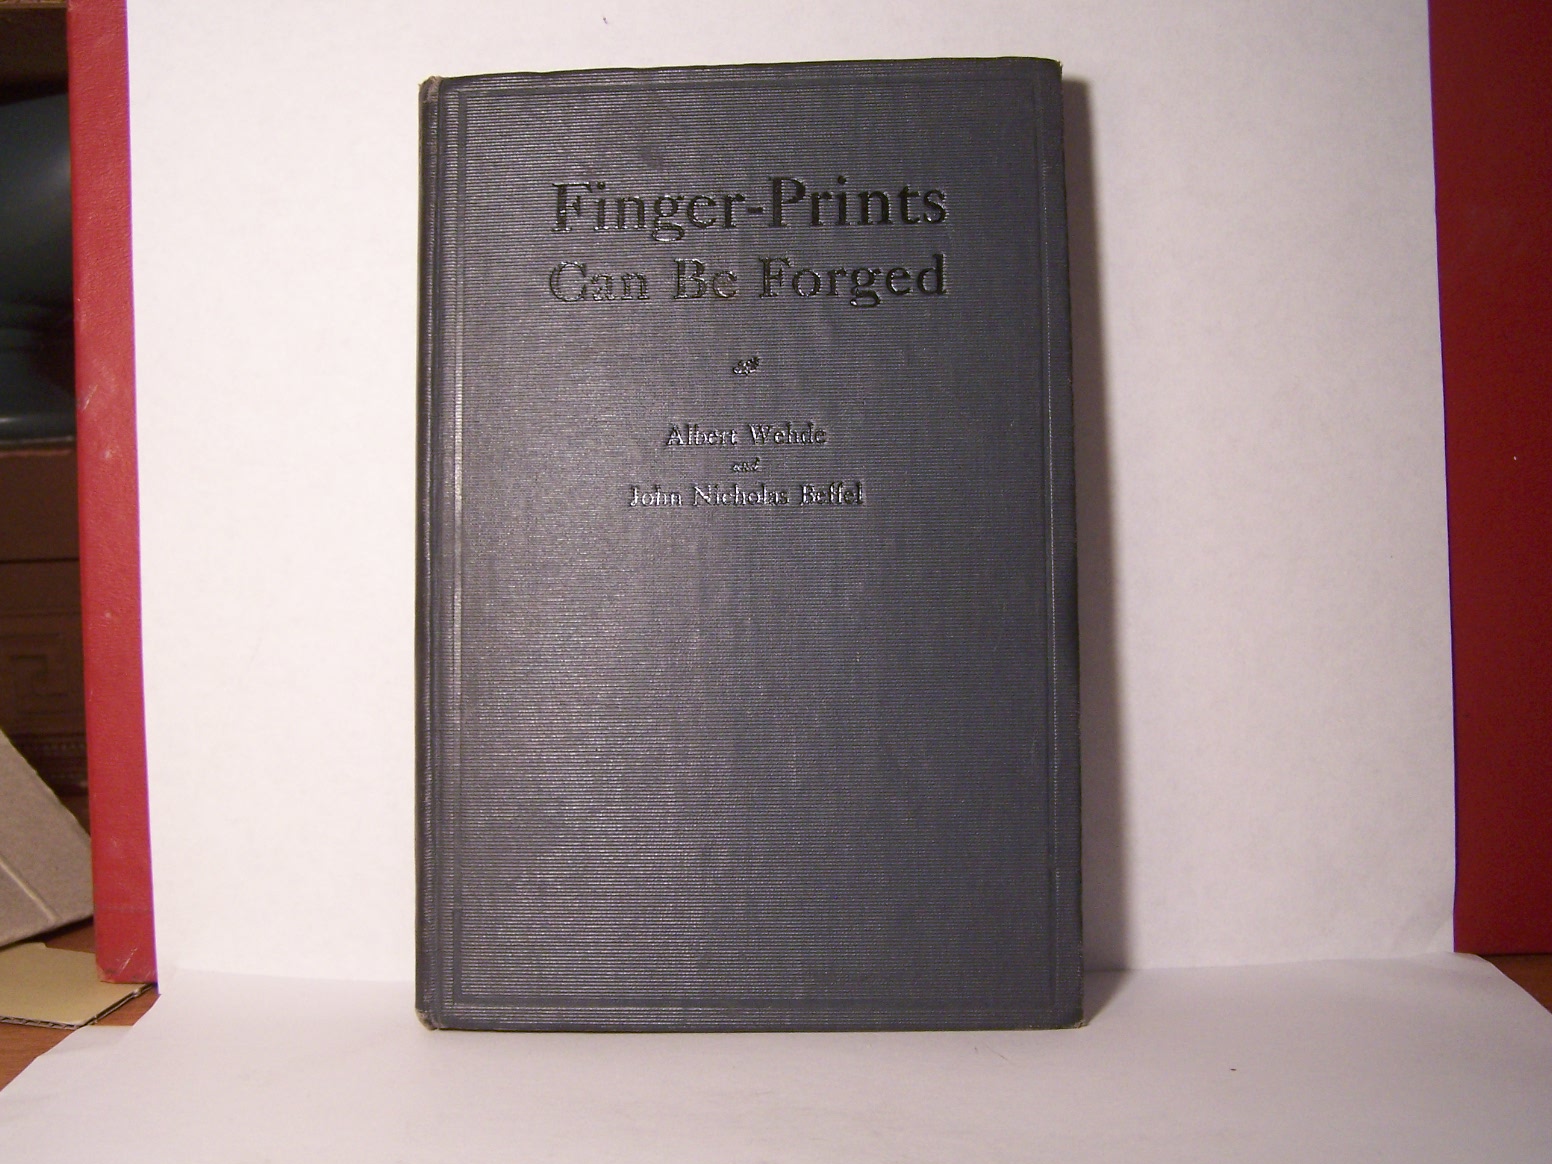 Finger-Prints
Can Be Forged
Albert Wehde
and
John Nicholas Beffel